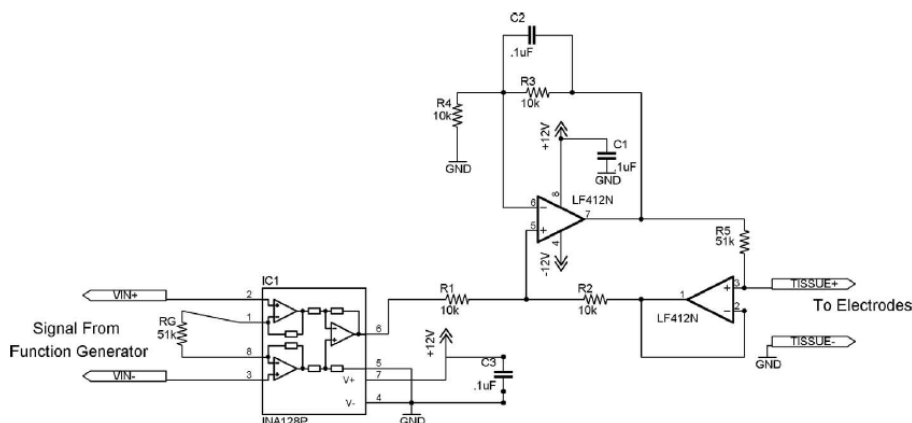 C2
.1uF
R3
10k
R4
10k
GND
+12V
C1
.1uF
GND
8
LF412N
6
7
5
4
-12V
R5
51k
IC1
VIN+
2
1
RG
51k
Signal From
Function Generator
8
VIN-
3
6
R1
10k
R2
10k
1
3
2
LF412N
TISSUE+
To Electrodes
TISSUE-
GND
+12V
5
7
V+
C3
.1uF
V-
4
GND
INA128P